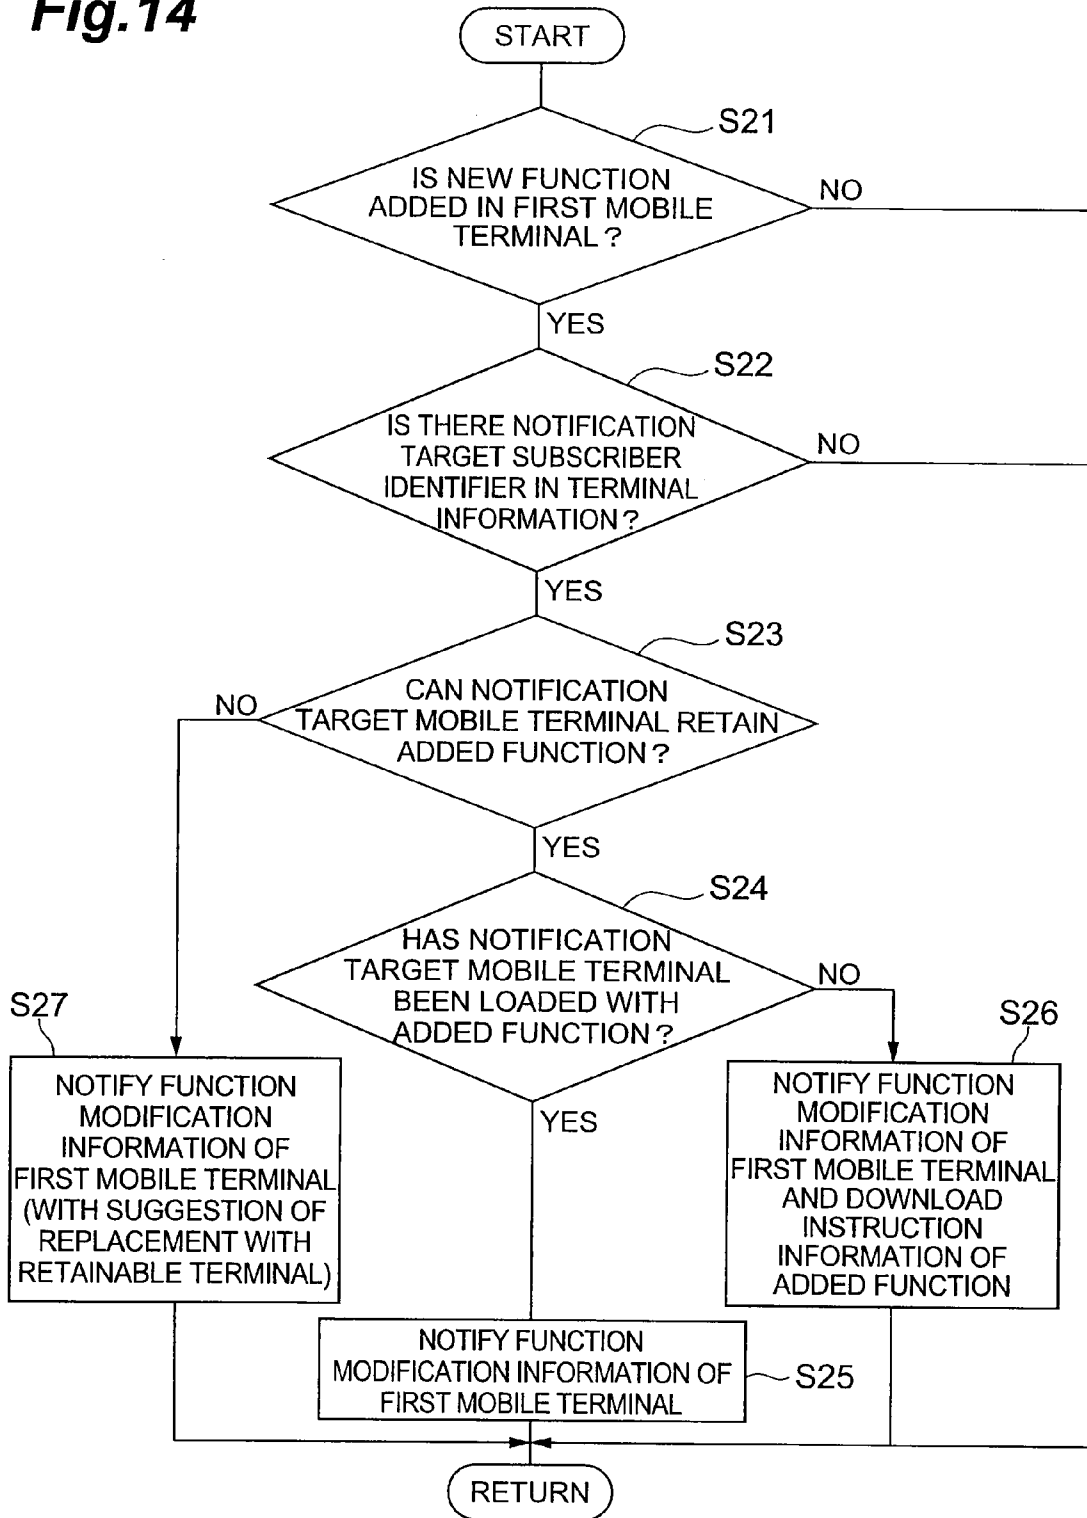 Fig.14
START
S21
IS NEW FUNCTION
ADDED IN FIRST MOBILE
TERMINAL?
NO
YES
S22
IS THERE NOTIFICATION
TARGET SUBSCRIBER
IDENTIFIER IN TERMINAL
INFORMATION?
NO
YES
S23
CAN NOTIFICATION
TARGET MOBILE TERMINAL RETAIN
ADDED FUNCTION?
NO
YES
S24
HAS NOTIFICATION
TARGET MOBILE TERMINAL
BEEN LOADED WITH
ADDED FUNCTION?
NO
YES
S27
NOTIFY FUNCTION
MODIFICATION
INFORMATION OF
FIRST MOBILE TERMINAL
(WITH SUGGESTION OF
REPLACEMENT WITH
RETAINABLE TERMINAL)
S26
NOTIFY FUNCTION
MODIFICATION
INFORMATION OF
FIRST MOBILE TERMINAL
AND DOWNLOAD
INSTRUCTION
INFORMATION OF
ADDED FUNCTION
NOTIFY FUNCTION
MODIFICATION INFORMATION OF
FIRST MOBILE TERMINAL
S25
RETURN